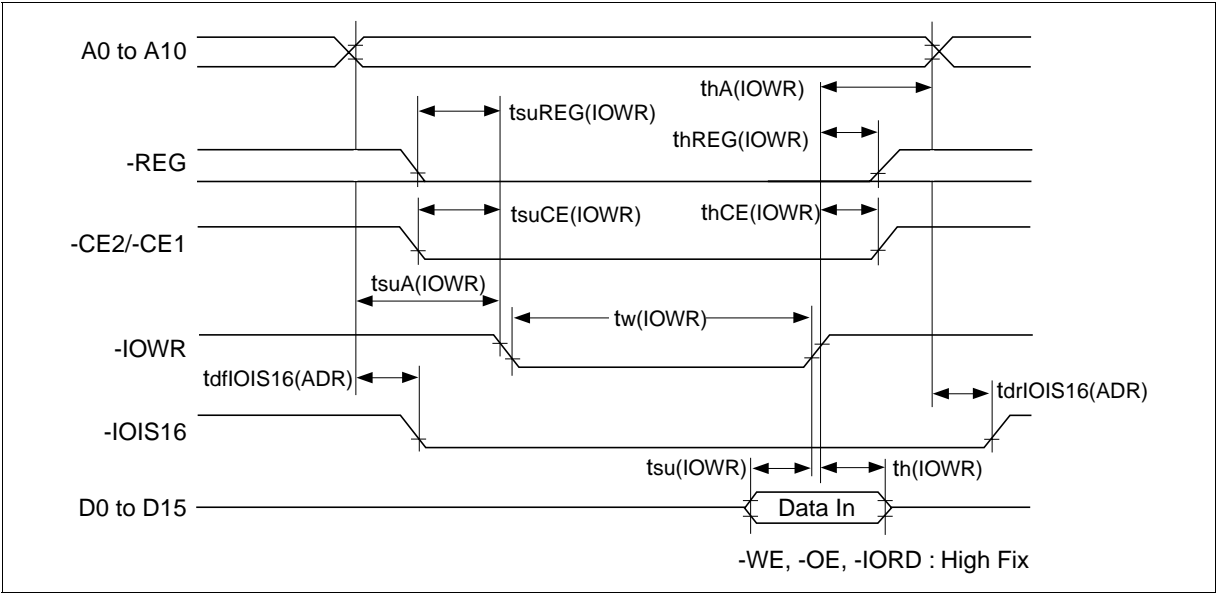 A0 to A10
thA(IOWR)
tsuREG(IOWR)
thREG(IOWR)
-REG
tsuCE(IOWR)
thCE(IOWR)
-CE2/-CE1
tsuA(IOWR)
tw(IOWR)
-IOWR
tdfIOIS16(ADR)
tdrIOIS16(ADR)
-IOIS16
tsu(IOWR)
th(IOWR)
D0 to D15
Data In
-WE, -OE, -IORD : High Fix